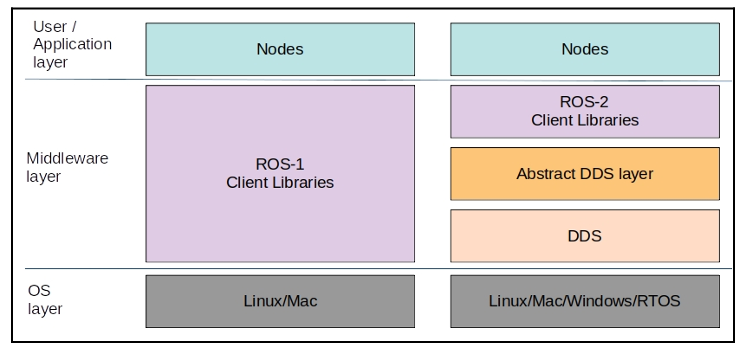 User /
Application
layer
Nodes
Nodes
Middleware
layer
ROS-1
Client Libraries
ROS-2
Client Libraries
Abstract DDS layer
DDS
OS
layer
Linux/Mac
Linux/Mac/Windows/RTOS